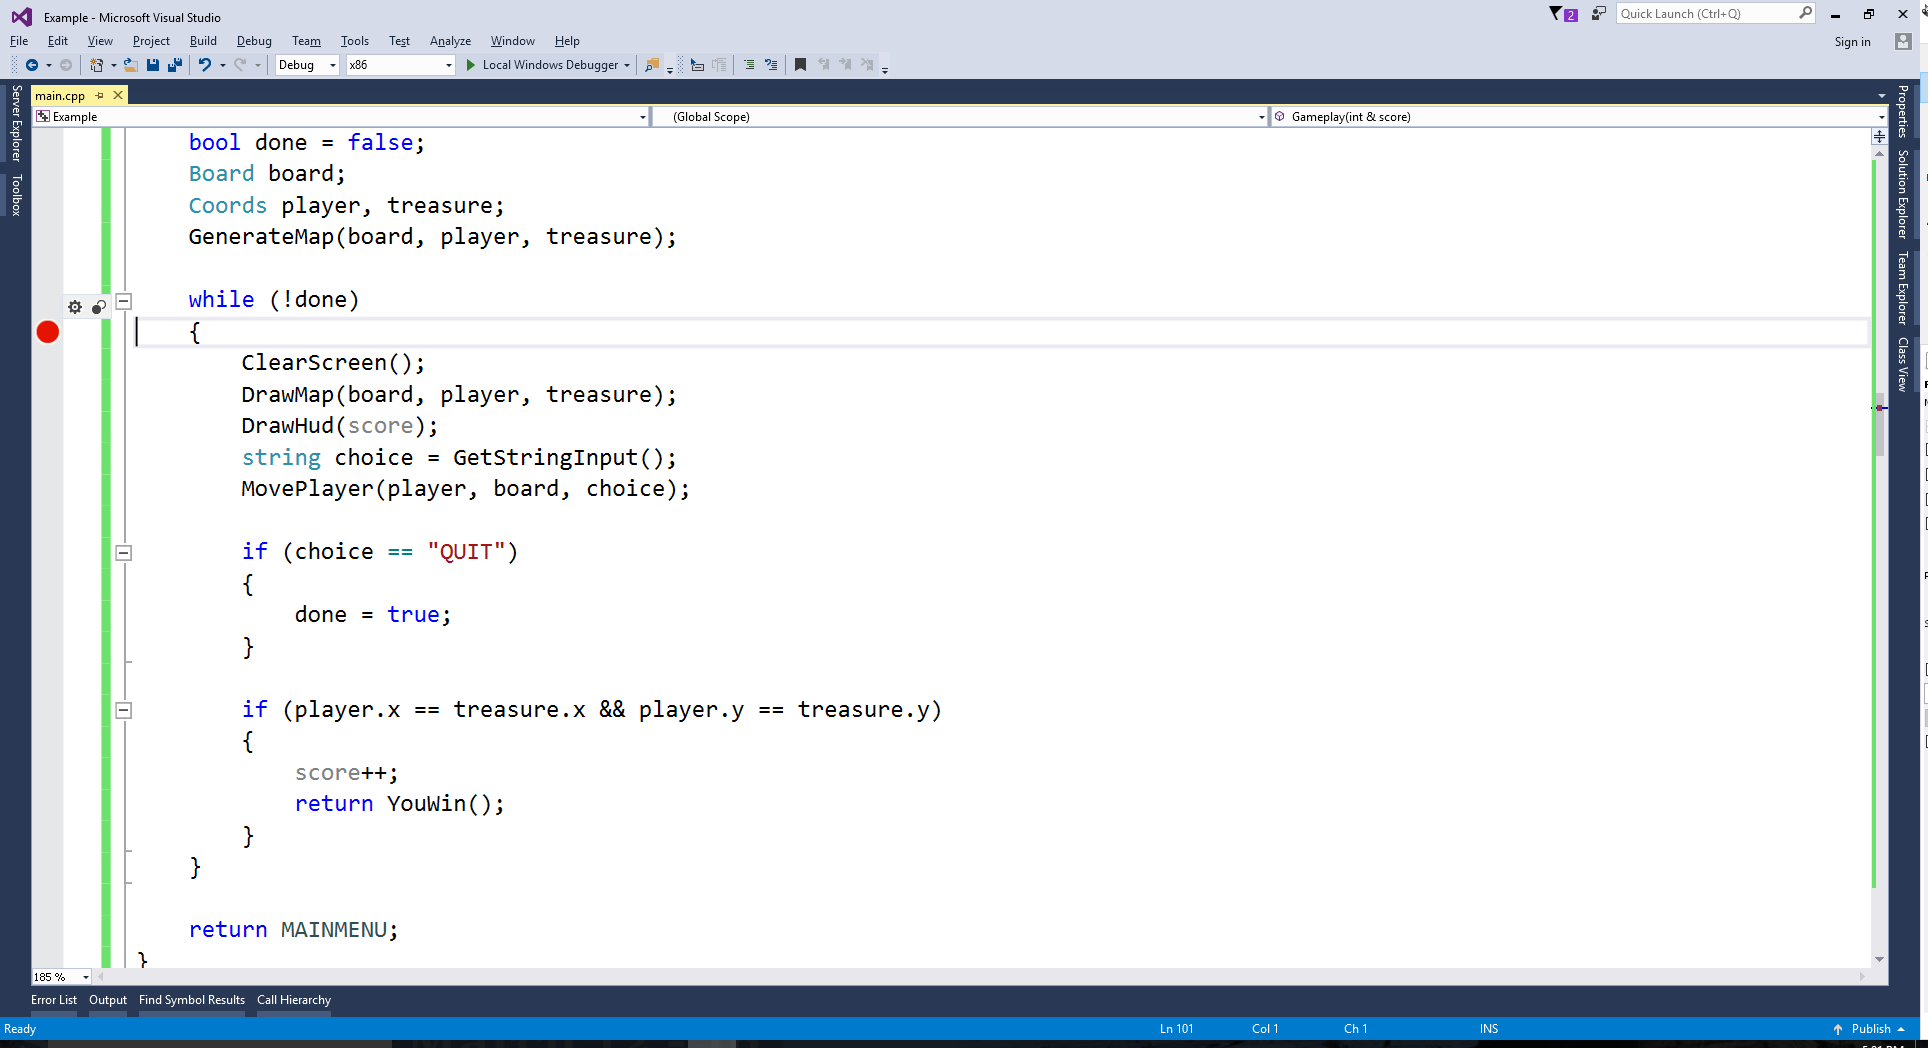 Example - Microsoft Visual Studio
2
Quick Launch (Ctrl+Q)
File Edit View Project Build Debug Team Tools Test Analyze Window Help
Sign in
Debug x86 Local Windows Debugger
Server Explorer
Toolbox
main.cpp
Example (Global Scope) Gameplay(int & score)
bool done = false;
Board board;
Coords player, treasure;
GenerateMap(board, player, treasure);
while (!done)
{
ClearScreen();
DrawMap(board, player, treasure);
DrawHud(score);
string choice = GetStringInput();
MovePlayer(player, board, choice);
if (choice == "QUIT")
{
done = true;
}
if (player.x == treasure.x && player.y == treasure.y)
{
score++;
return YouWin();
}
}
return MAINMENU;
}
Properties
Solution Explorer
Team Explorer
Class View
185 %
Error List Output Find Symbol Results Call Hierarchy
Ready Ln 101 Col 1 Ch 1 INS Publish